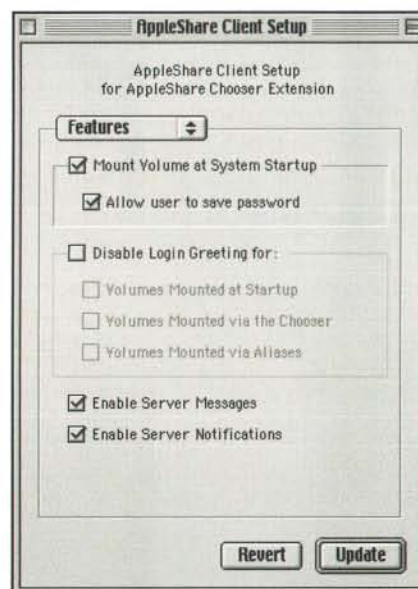 AppleShare Client Setup
AppleShare Client Setup
for AppleShare Chooser Extension
Features
Mount Volume at System Startup
Allow user to save password
Disable Login Greeting for:
Volumes Mounted at Startup
Volumes Mounted via the Chooser
Volumes Mounted via Aliases
Enable Server Messages
Enable Server Notifications
Revert
Update